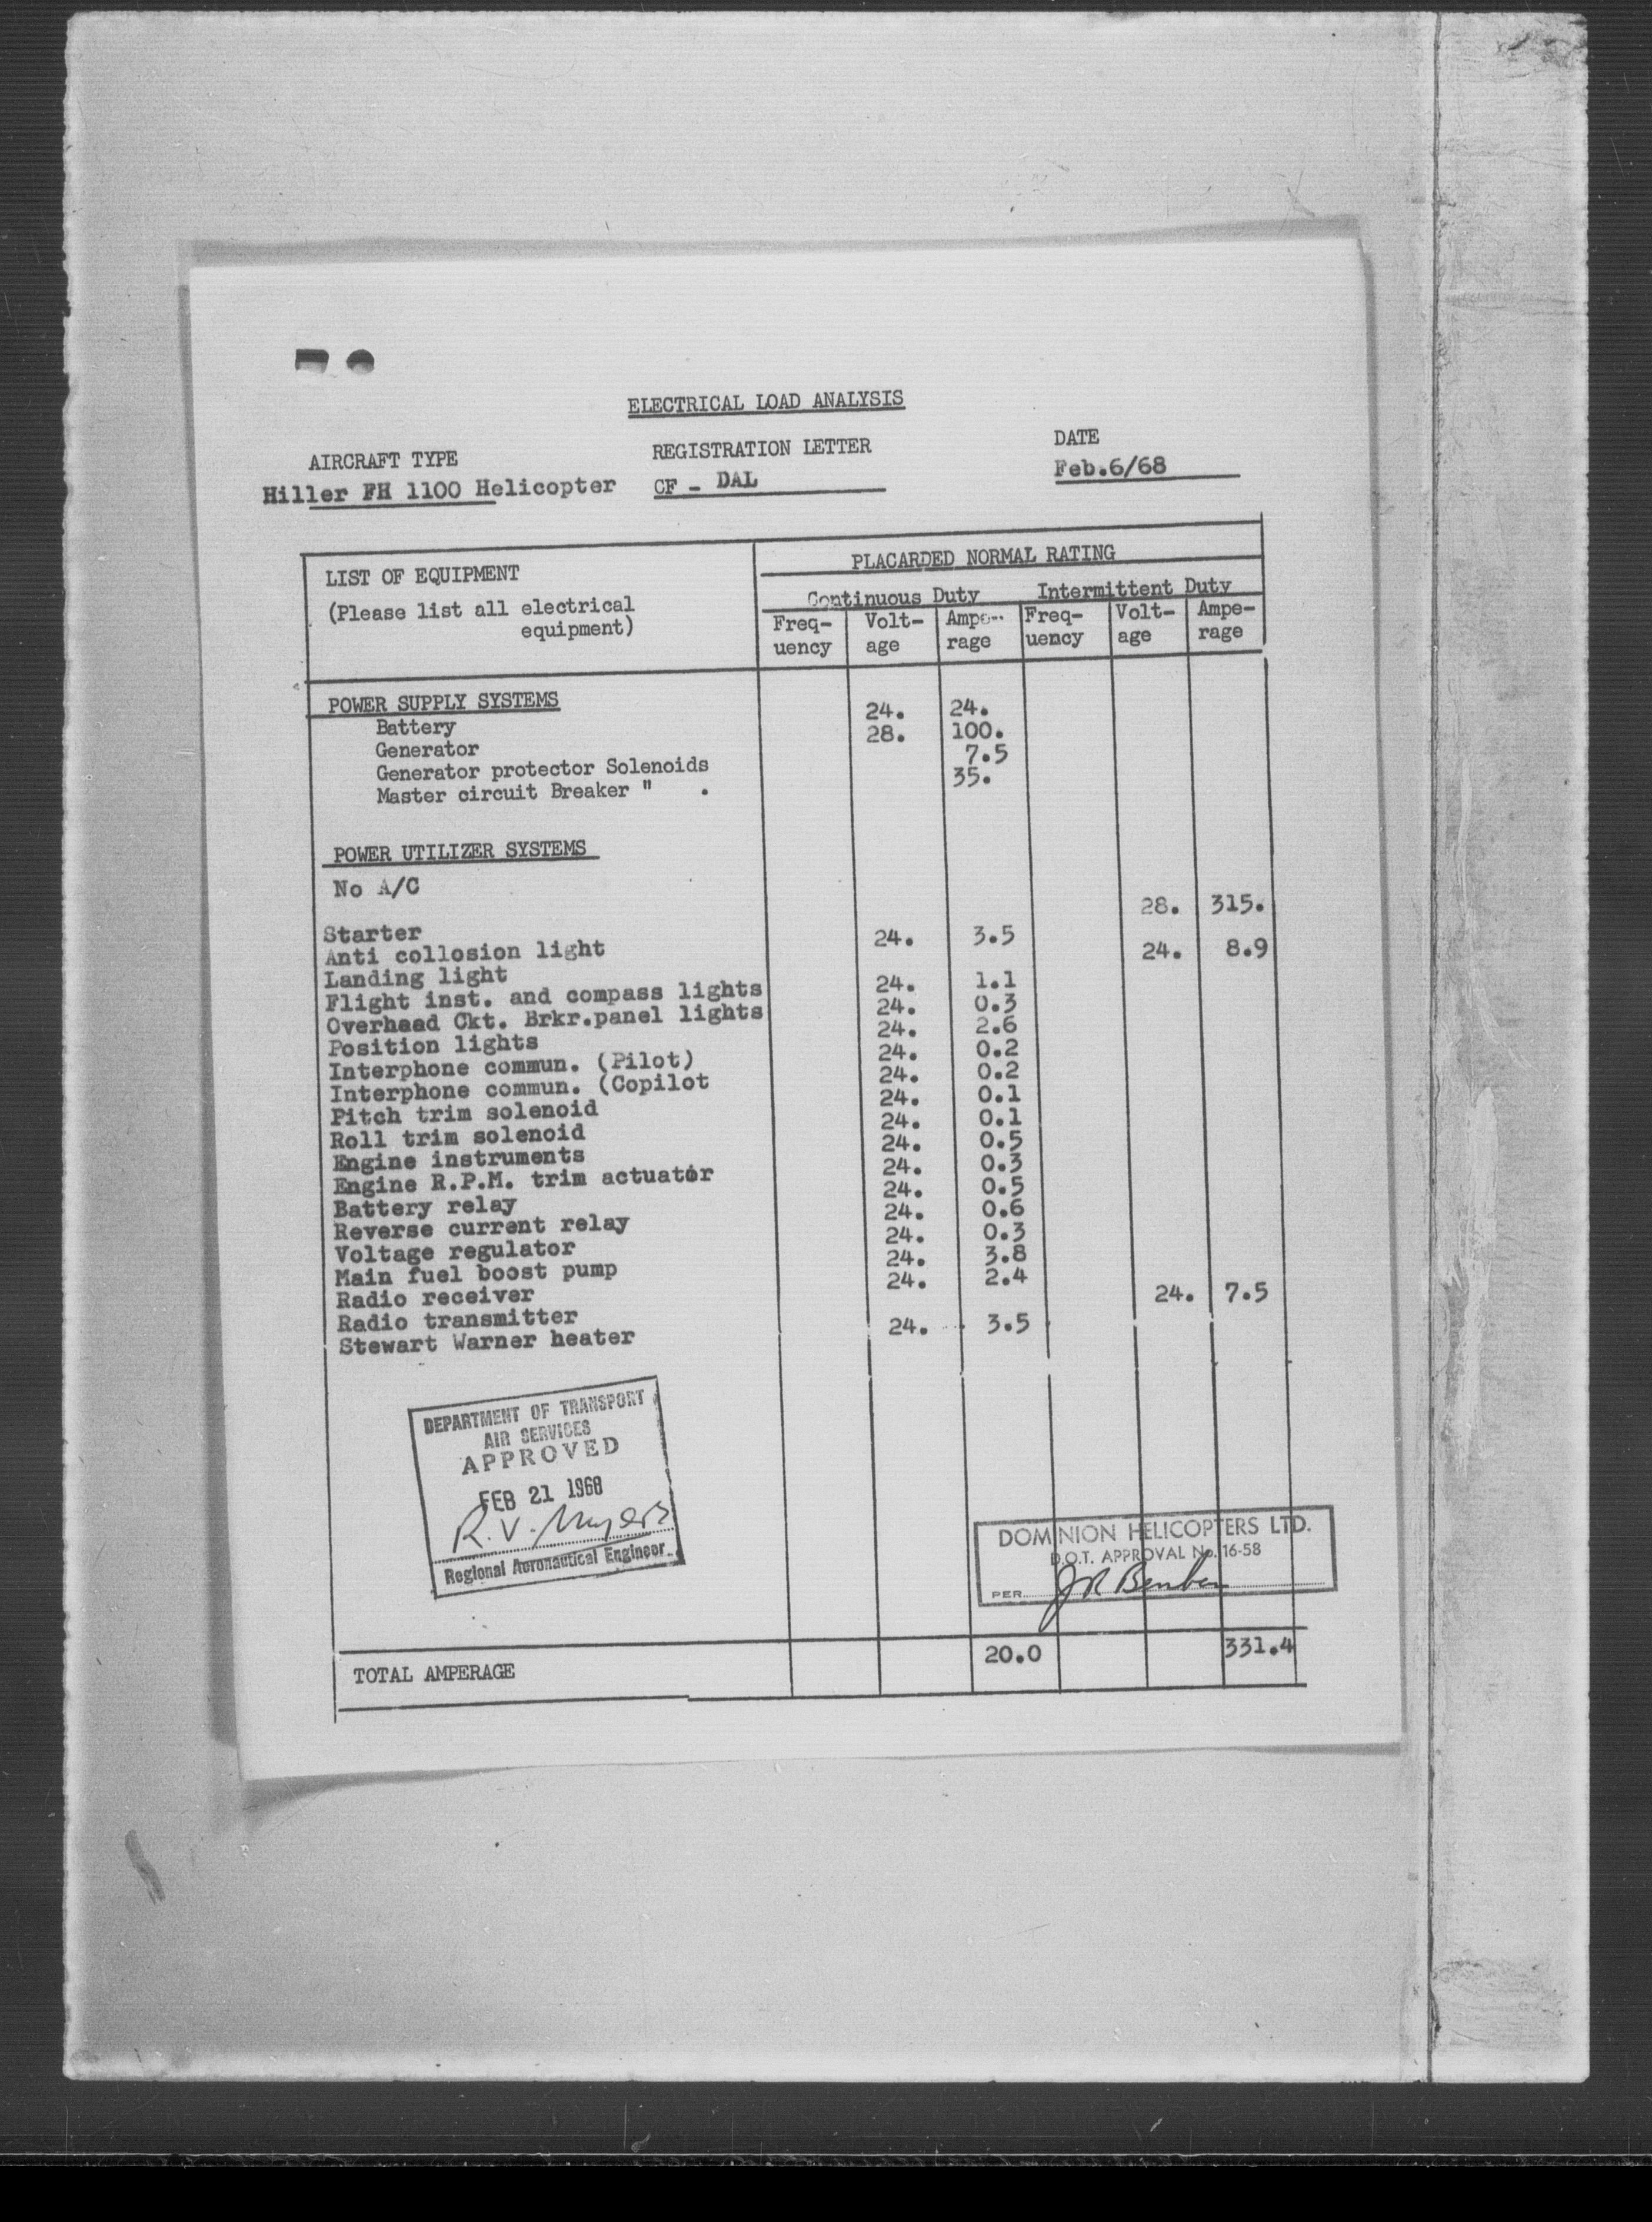 ELECTRICAL LOAD ANALYSIS
AIRCRAFT TYPE REGISTRATION LETTER DATE
Hiller FH 1100 Helicopter CF - DAL Feb.6/68
LIST OF EQUIPMENT PLACARDED NORMAL RATING
(Please list all electrical Continuous Duty Intermittent Duty
equipment) Freq- Volt- Ampe- Freq- Volt- Ampe-
uency age rage uency age rage
POWER SUPPLY SYSTEMS
Battery 24. 24.
Generator 28. 100.
Generator protector Solenoids 7.5
Master circuit Breaker " . 35.
POWER UTILIZER SYSTEMS
No A/C
Starter 28. 315.
Anti collosion light 24. 3.5
Landing light 24. 8.9
Flight inst. and compass lights 24. 1.1
Overhaad Ckt. Brkr.panel lights 24. 0.3
Position lights 24. 2.6
Interphone commun. (Pilot) 24. 0.2
Interphone commun. (Copilot 24. 0.2
Pitch trim solenoid 24. 0.1
Roll trim solenoid 24. 0.1
Engine instruments 24. 0.5
Engine R.P.M. trim actuator 24. 0.3
Battery relay 24. 0.5
Reverse current relay 24. 0.6
Voltage regulator 24. 0.3
Main fuel boost pump 24. 3.8
Radio receiver 24. 2.4
Radio transmitter 24. 7.5
Stewart Warner heater 24. 3.5
DEPARTMENT OF TRANSPORT
AIR SERVICES
APPROVED
FEB 21 1968
R. V. Myers
Regional Aeronautical Engineer
DOMINION HELICOPTERS LTD.
D.O.T. APPROVAL No. 16-58
PER JR
TOTAL AMPERAGE 20.0 331.4